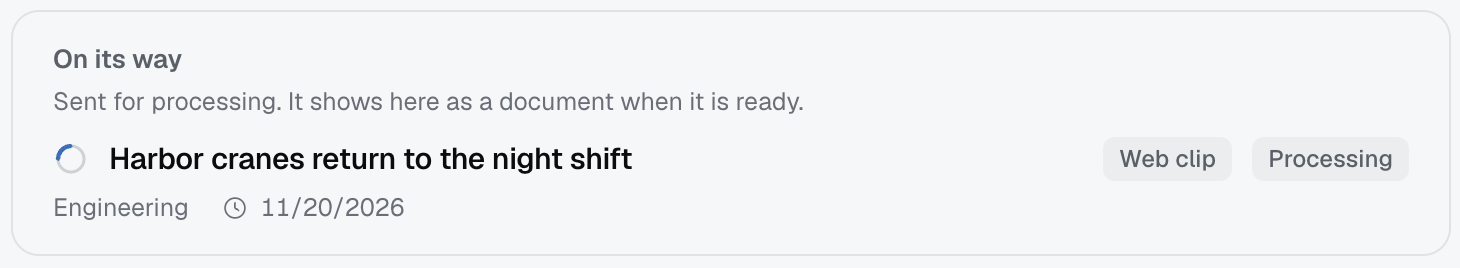 On its way
Sent for processing. It shows here as a document when it is ready.
Harbor cranes return to the night shift Web clip Processing
Engineering 11/20/2026